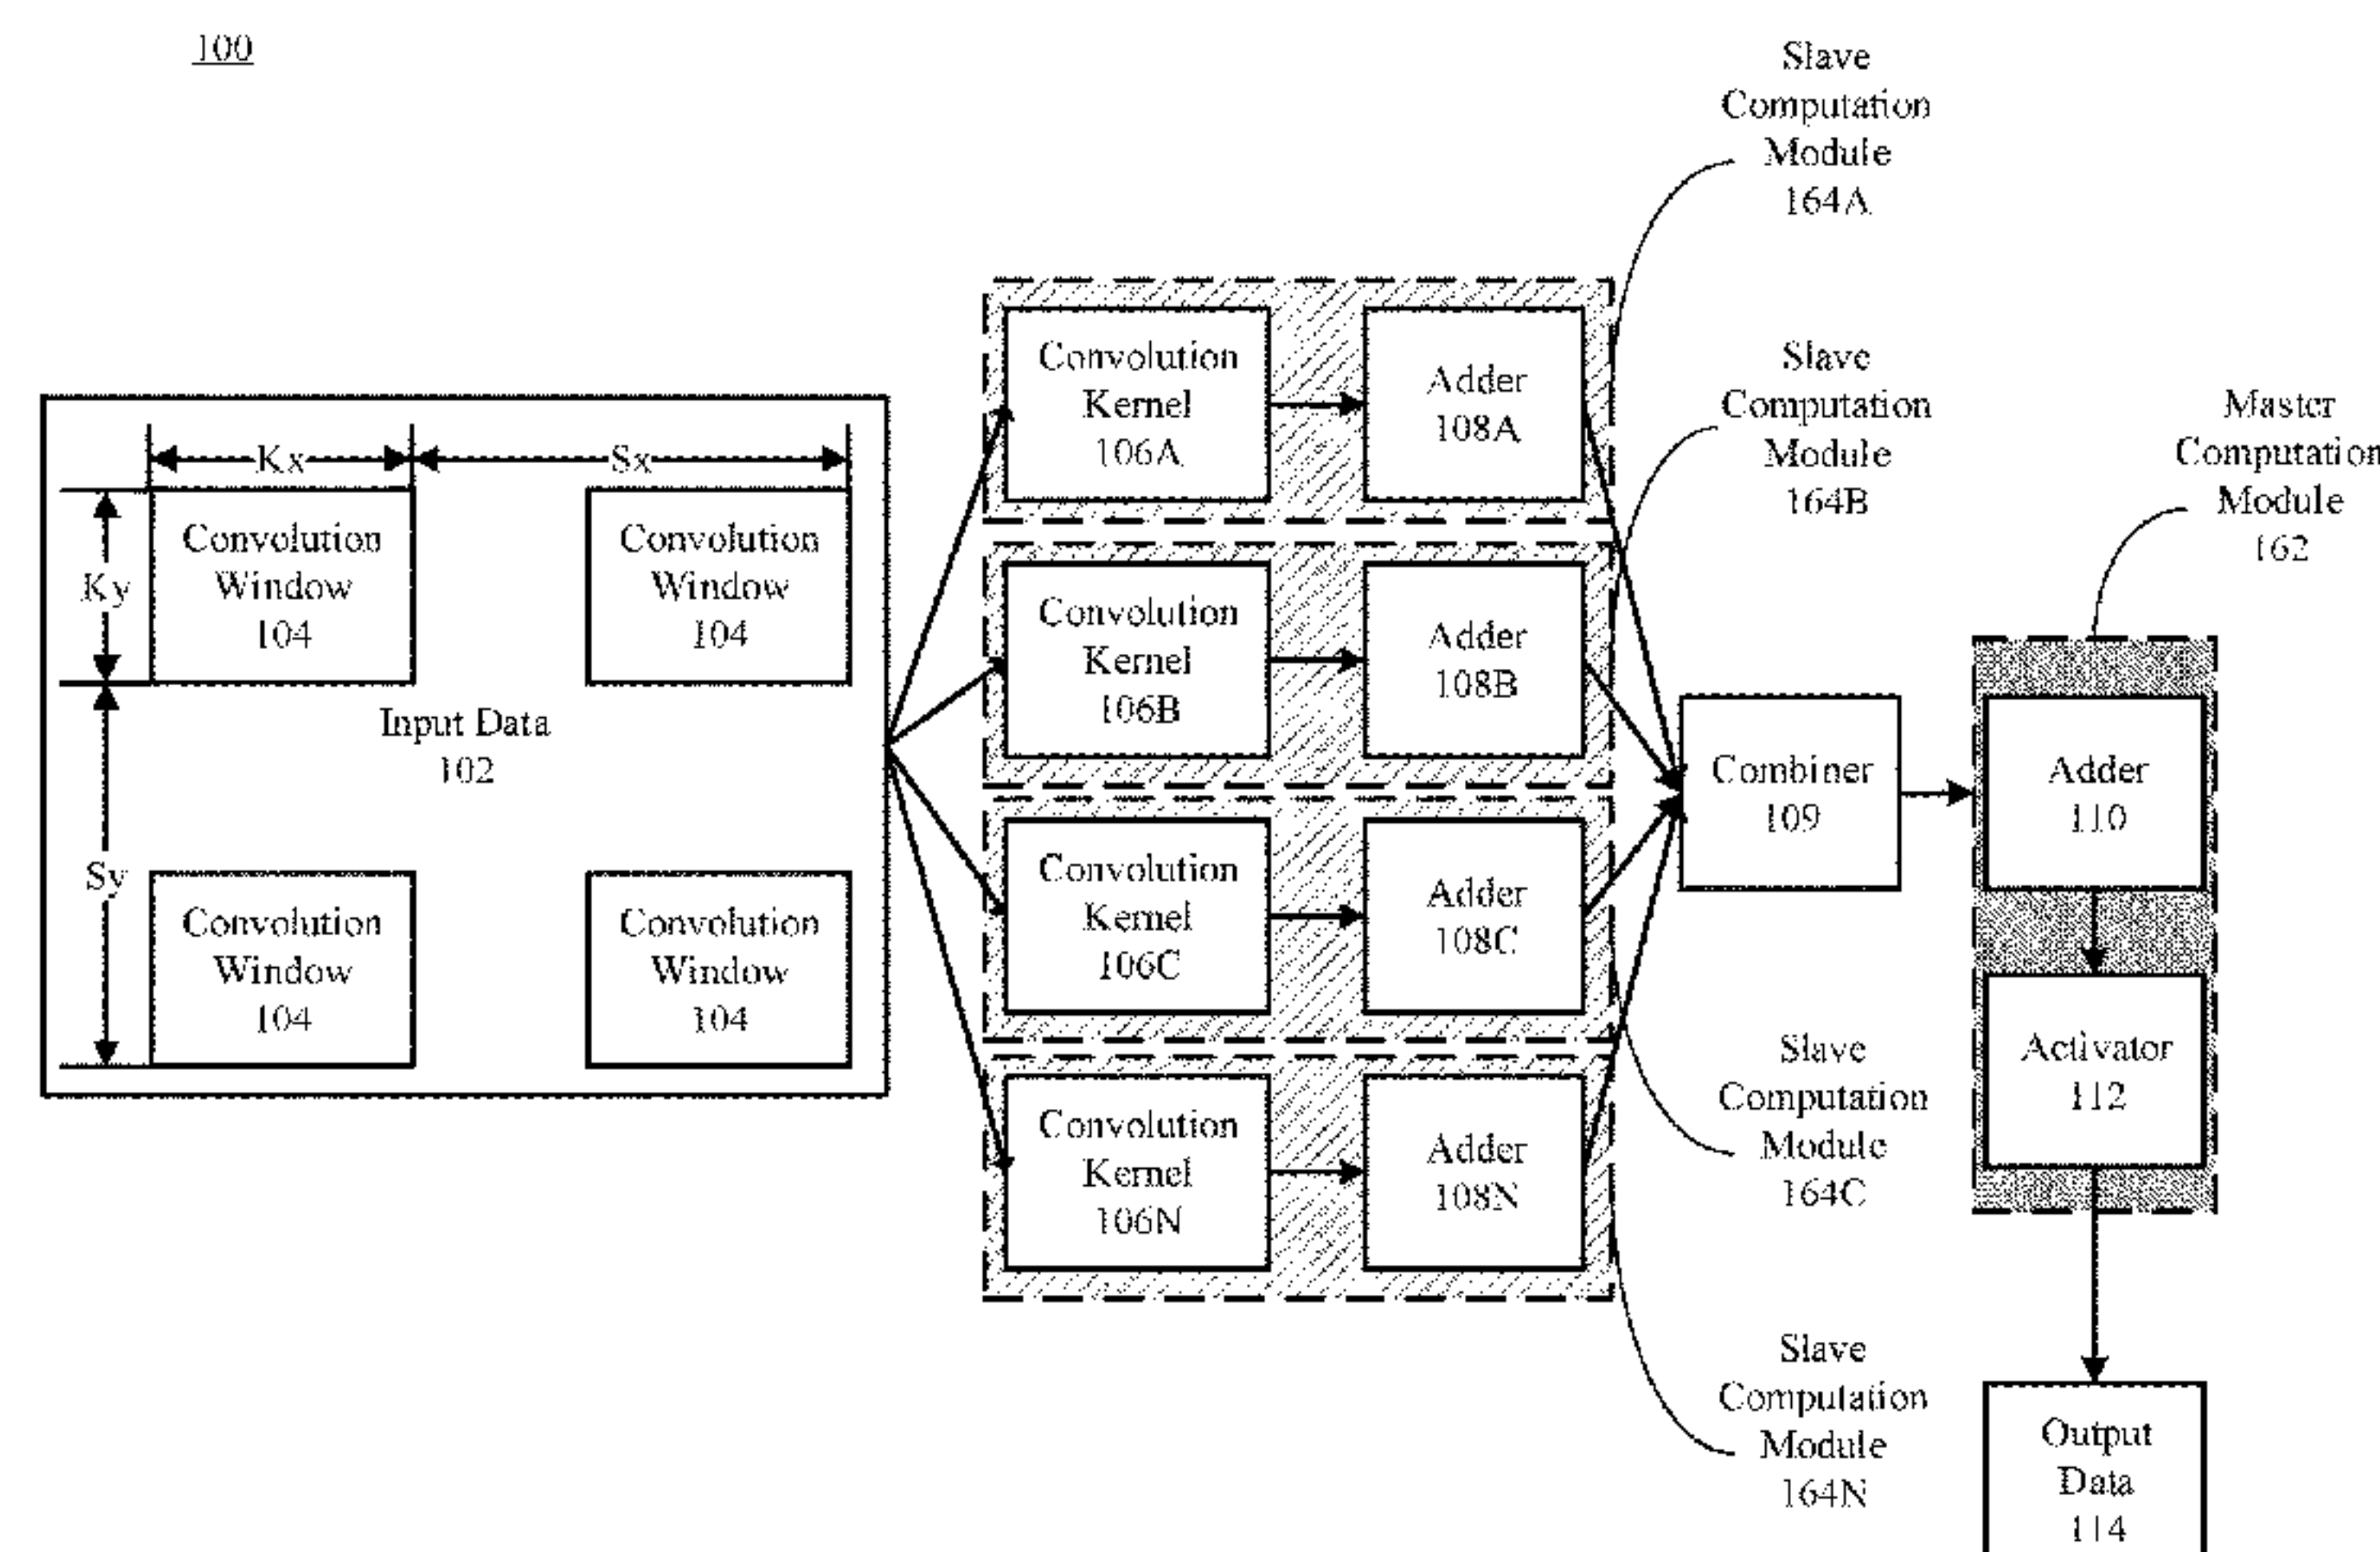 100
Slave
Computation
Module
164A
Slave
Computation
Module
164B
Master
Computation
Module
162
Kx
Sx
Ky
Sy
Convolution
Window
104
Convolution
Window
104
Input Data
102
Convolution
Window
104
Convolution
Window
104
Convolution
Kernel
106A
Adder
108A
Convolution
Kernel
106B
Adder
108B
Convolution
Kernel
106C
Adder
108C
Convolution
Kernel
106N
Adder
108N
Combiner
109
Adder
110
Activator
112
Slave
Computation
Module
164C
Slave
Computation
Module
164N
Output
Data
114